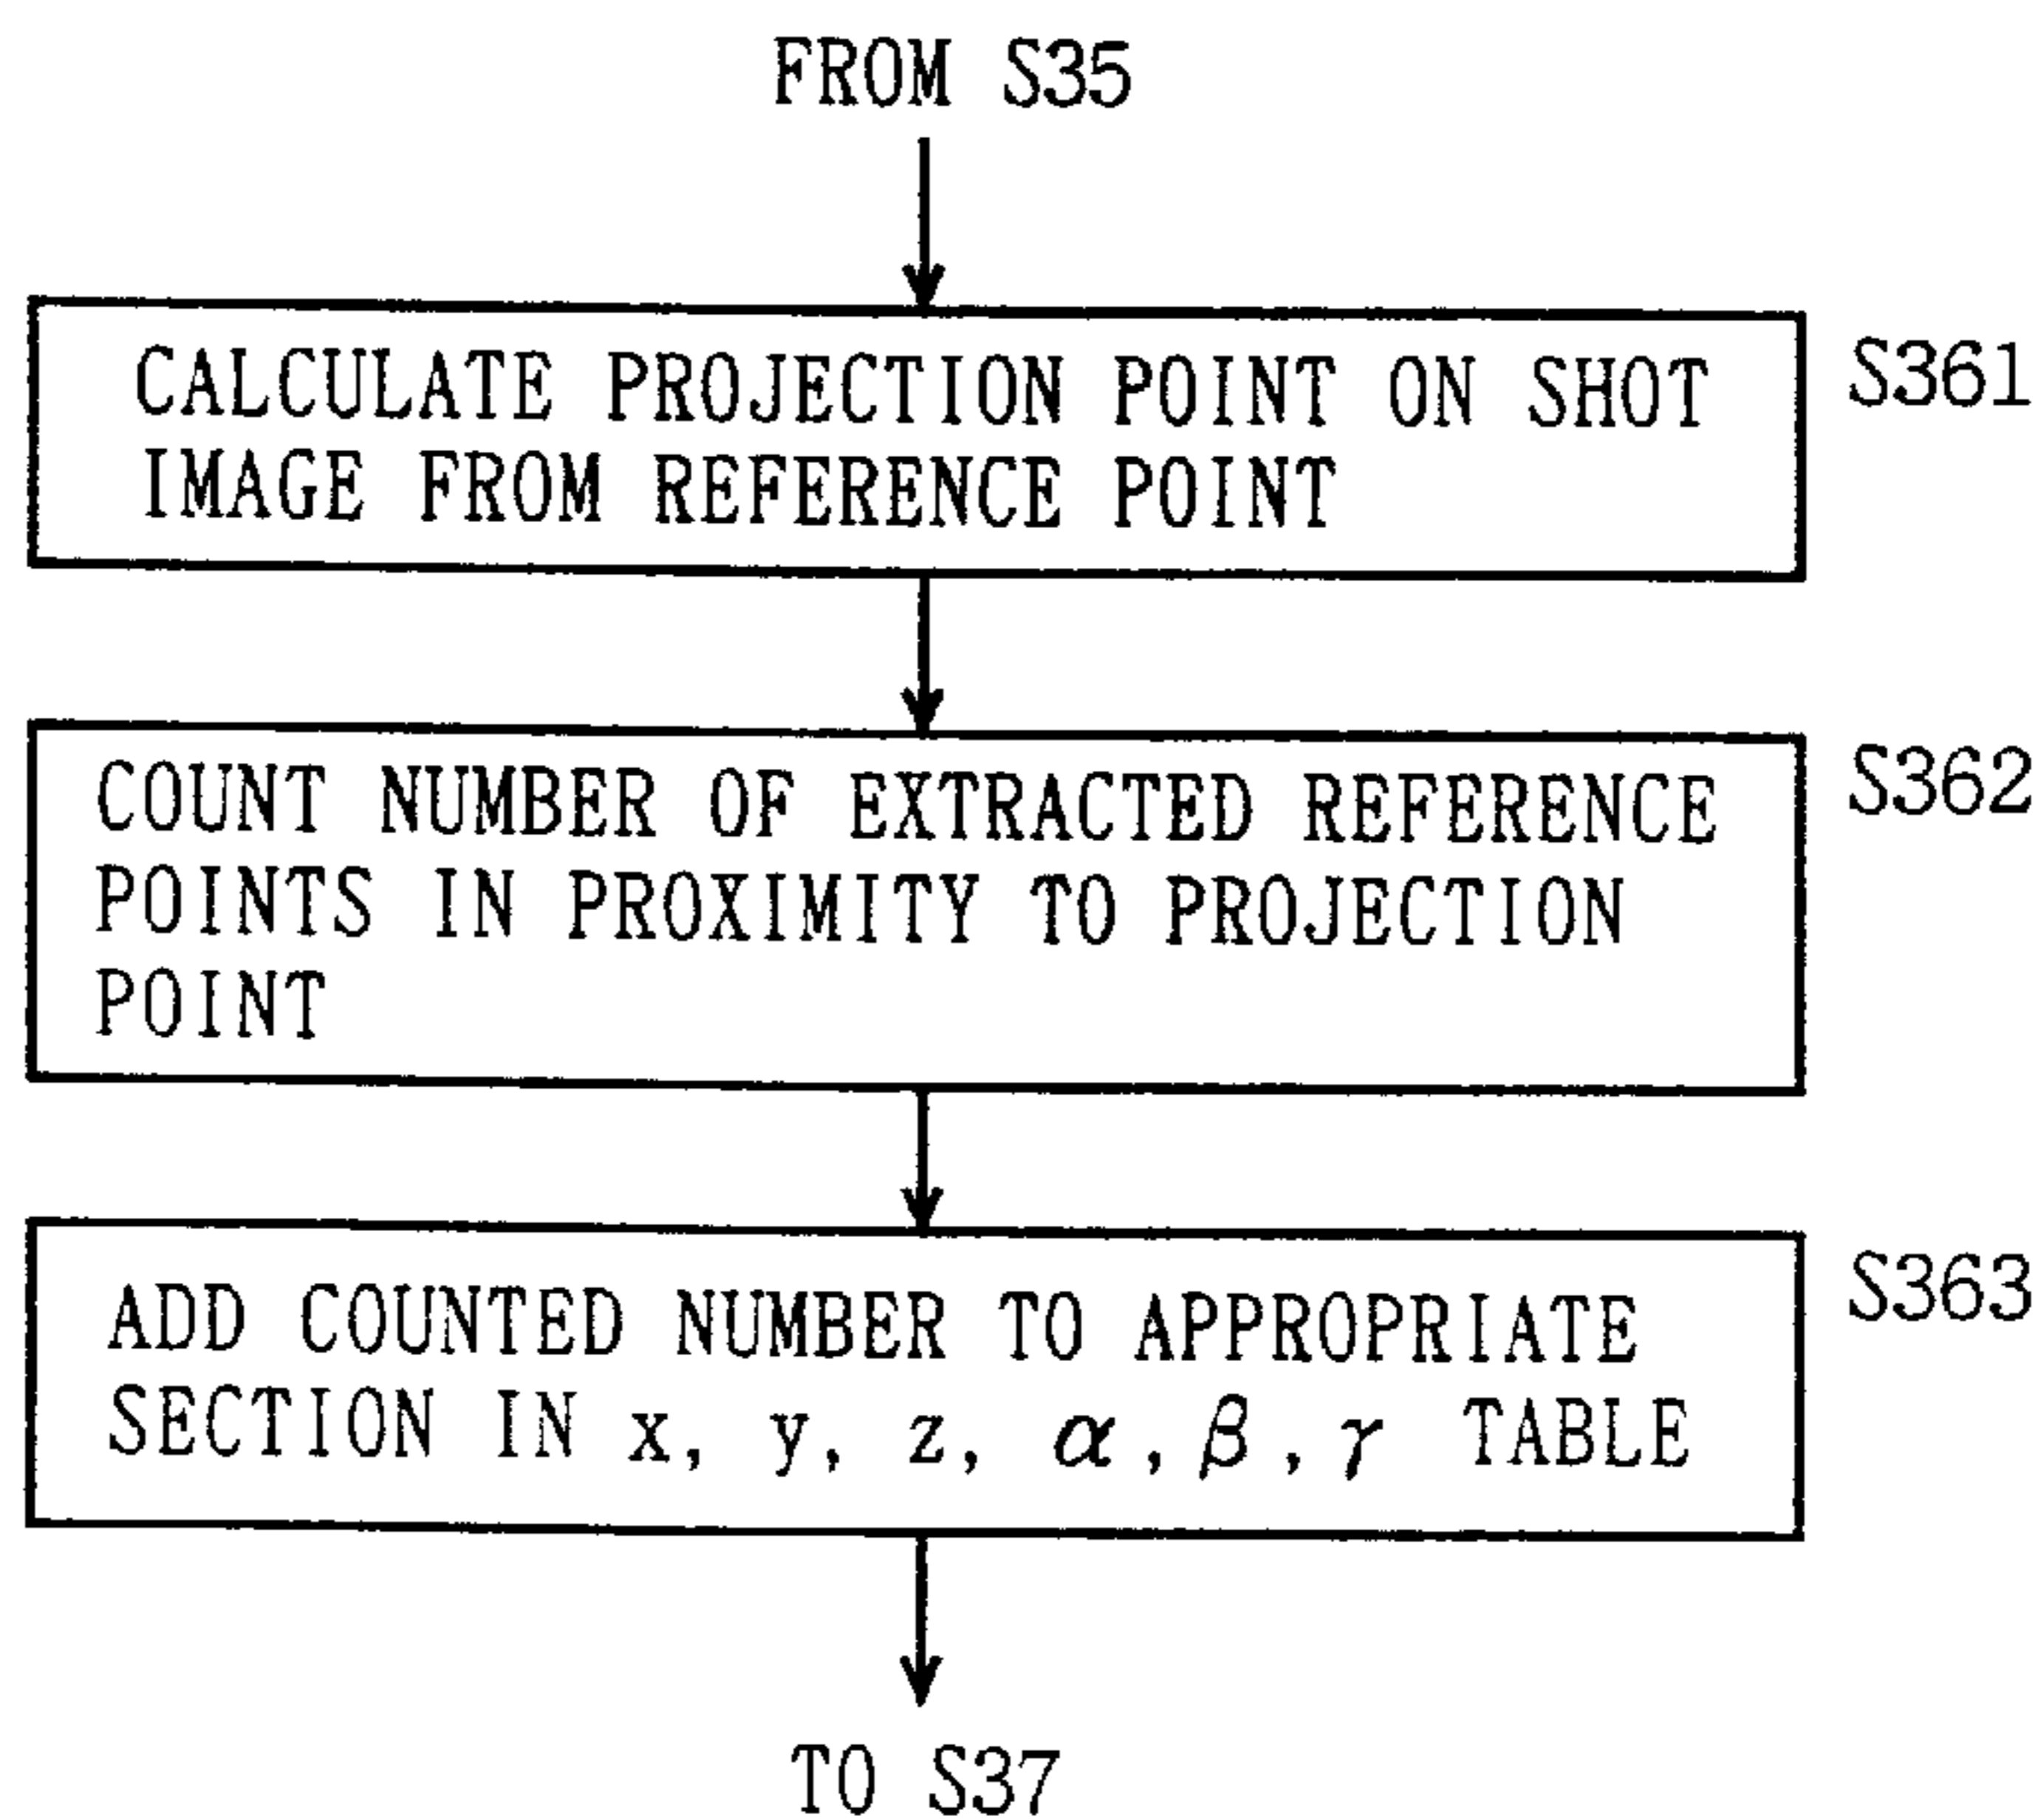 FROM S35
CALCULATE PROJECTION POINT ON SHOT
IMAGE FROM REFERENCE POINT
S361
COUNT NUMBER OF EXTRACTED REFERENCE
POINTS IN PROXIMITY TO PROJECTION
POINT
S362
ADD COUNTED NUMBER TO APPROPRIATE
SECTION IN x, y, z, α, β, γ TABLE
S363
TO S37